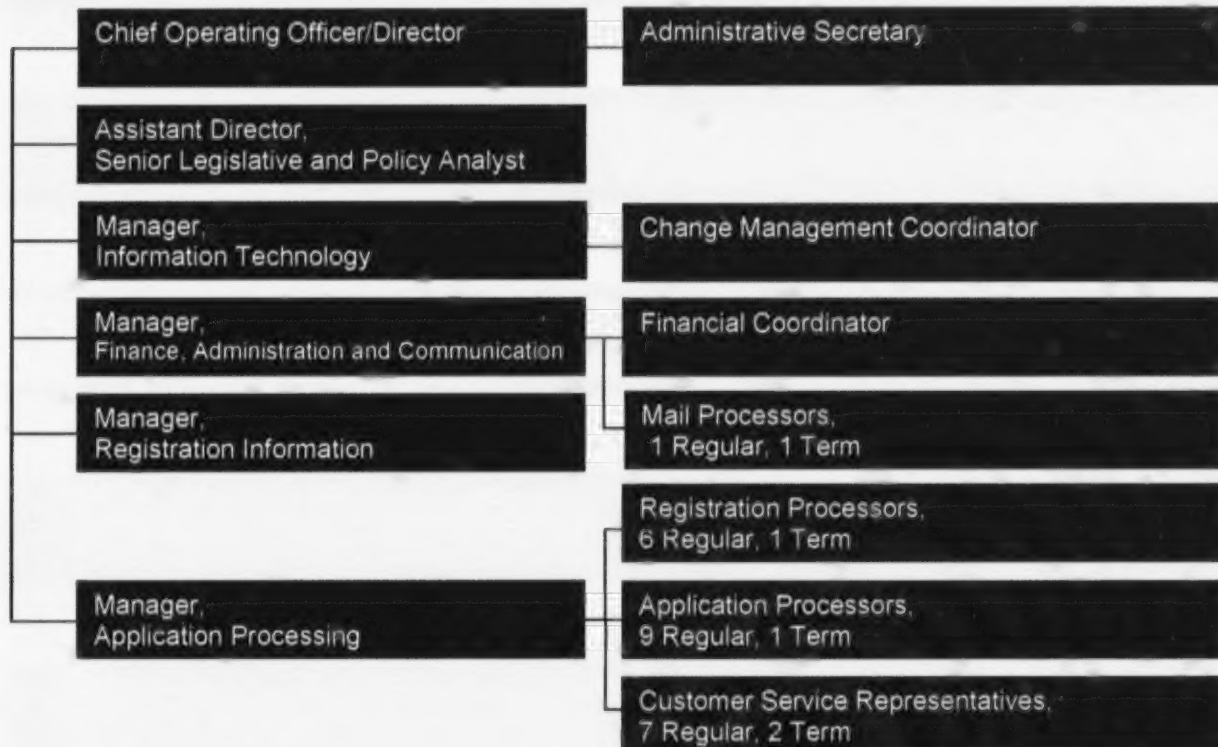 Chief Operating Officer/Director
Administrative Secretary
Assistant Director,
Senior Legislative and Policy Analyst
Manager,
Information Technology
Change Management Coordinator
Manager,
Finance, Administration and Communication
Financial Coordinator
Mail Processors,
1 Regular, 1 Term
Manager,
Registration Information
Registration Processors,
6 Regular, 1 Term
Manager,
Application Processing
Application Processors,
9 Regular, 1 Term
Customer Service Representatives,
7 Regular, 2 Term